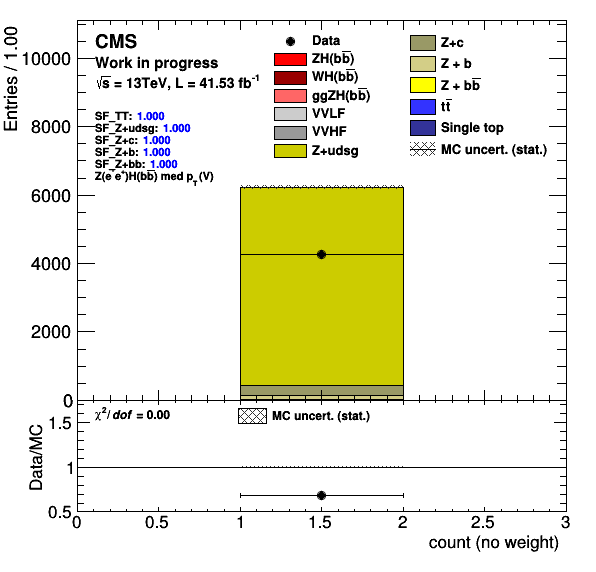 CMS
Work in progress
√s = 13TeV, L = 41.53 fb⁻¹
SF_TT: 1.000
SF_Z+udsg: 1.000
SF_Z+c: 1.000
SF_Z+b: 1.000
SF_Z+bb: 1.000
Z(e⁻e⁺)H(bb̅) med p_T(V)
Data
ZH(bb̅)
WH(bb̅)
ggZH(bb̅)
VVLF
VVHF
Z+udsg
Z+c
Z + b
Z + bb̅
tt̅
Single top
MC uncert. (stat.)
Entries / 1.00
10000
8000
6000
4000
2000
0
χ²/dof = 0.00
MC uncert. (stat.)
Data/MC
1.5
1
0.5
0
0.5
1
1.5
2
2.5
3
count (no weight)